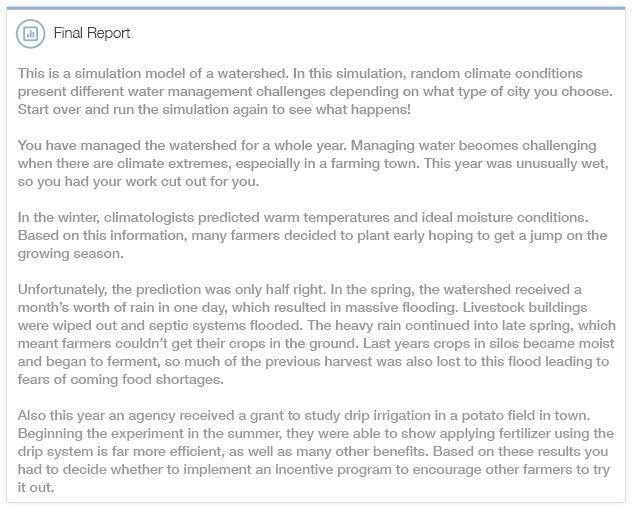 Final Report
This is a simulation model of a watershed. In this simulation, random climate conditions
present different water management challenges depending on what type of city you choose.
Start over and run the simulation again to see what happens!
You have managed the watershed for a whole year. Managing water becomes challenging
when there are climate extremes, especially in a farming town. This year was unusually wet,
so you had your work cut out for you.
In the winter, climatologists predicted warm temperatures and ideal moisture conditions.
Based on this information, many farmers decided to plant early hoping to get a jump on the
growing season.
Unfortunately, the prediction was only half right. In the spring, the watershed received a
month's worth of rain in one day, which resulted in massive flooding. Livestock buildings
were wiped out and septic systems flooded. The heavy rain continued into late spring, which
meant farmers couldn't get their crops in the ground. Last years crops in silos became moist
and began to ferment, so much of the previous harvest was also lost to this flood leading to
fears of coming food shortages.
Also this year an agency received a grant to study drip irrigation in a potato field in town.
Beginning the experiment in the summer, they were able to show applying fertilizer using the
drip system is far more efficient, as well as many other benefits. Based on these results you
had to decide whether to implement an incentive program to encourage other farmers to try
it out.